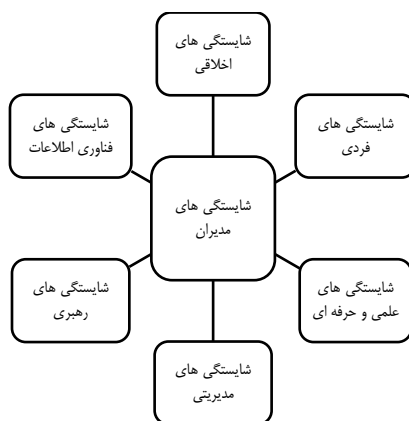 شایستگی های
اخلاقی
شایستگی های
فردی
شایستگی های
فناوری اطلاعات
شایستگی های
مدیران
شایستگی های
علمی و حرفه ای
شایستگی های
رهبری
شایستگی های
مدیریتی